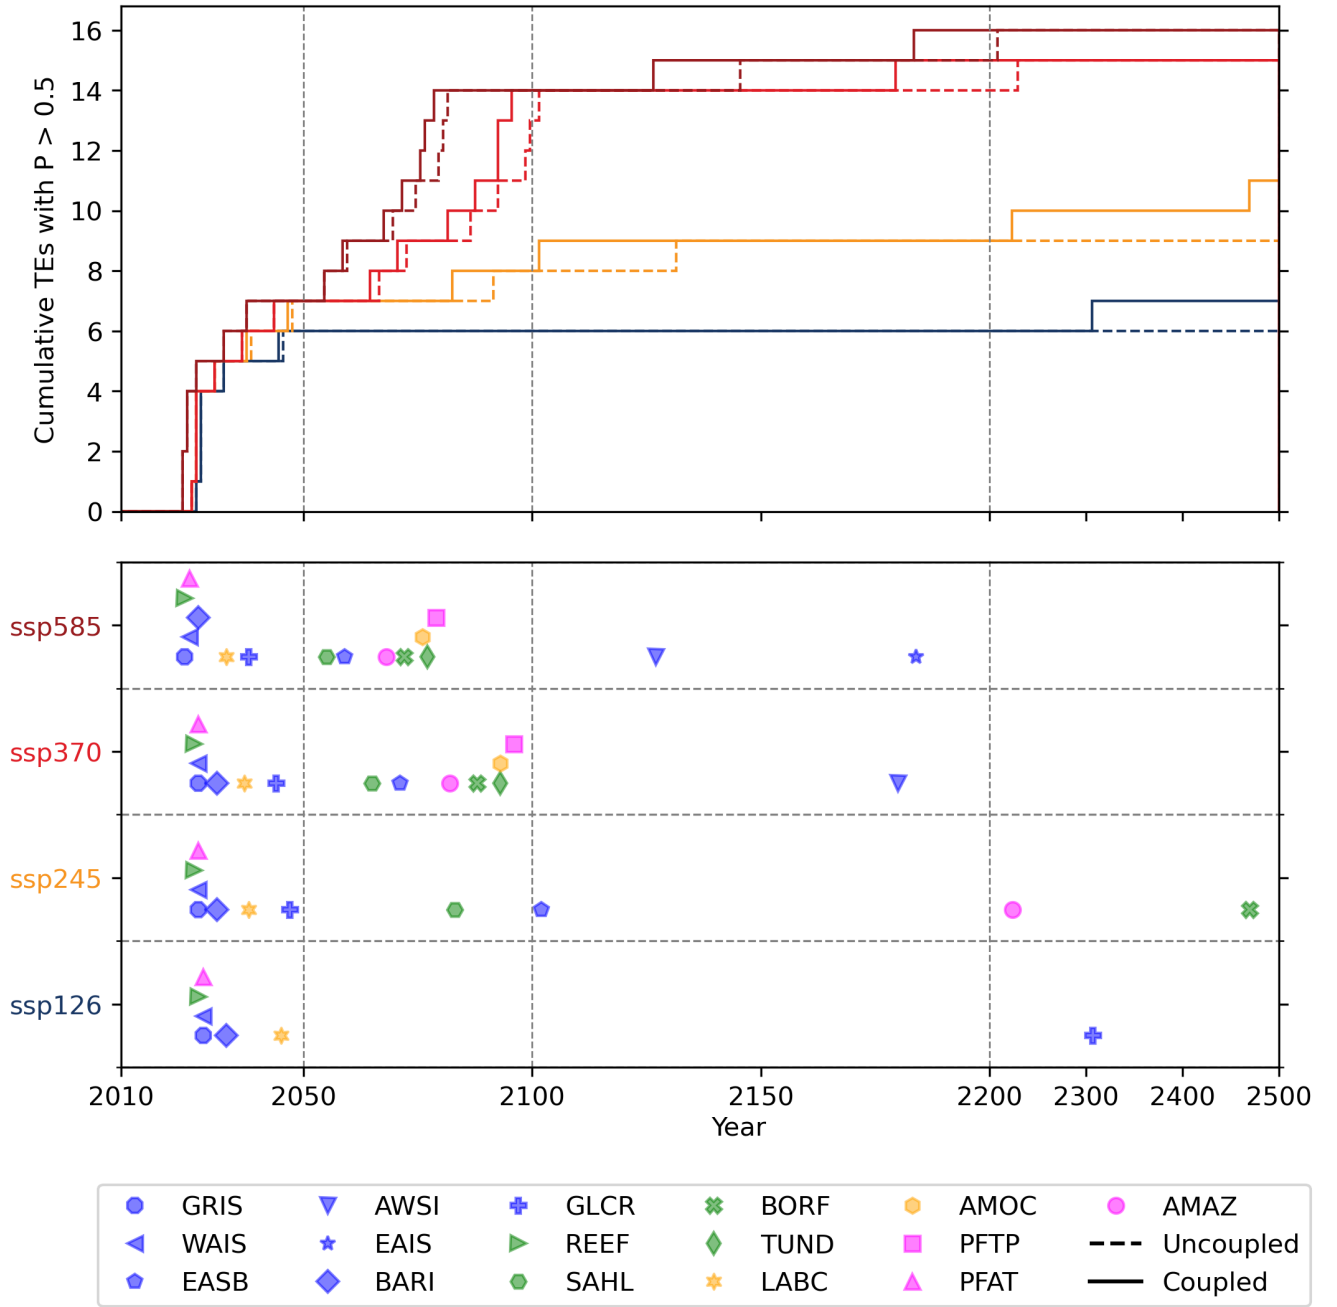 Cumulative TEs with P > 0.5
16
14
12
10
8
6
4
2
0
ssp585
ssp370
ssp245
ssp126
2010 2050 2100 2150 2200 2300 2400 2500
Year
GRIS AWSI GLCR BORF AMOC AMAZ
WAIS EAIS REEF TUND PFTP Uncoupled
EASB BARI SAHL LABC PFAT Coupled